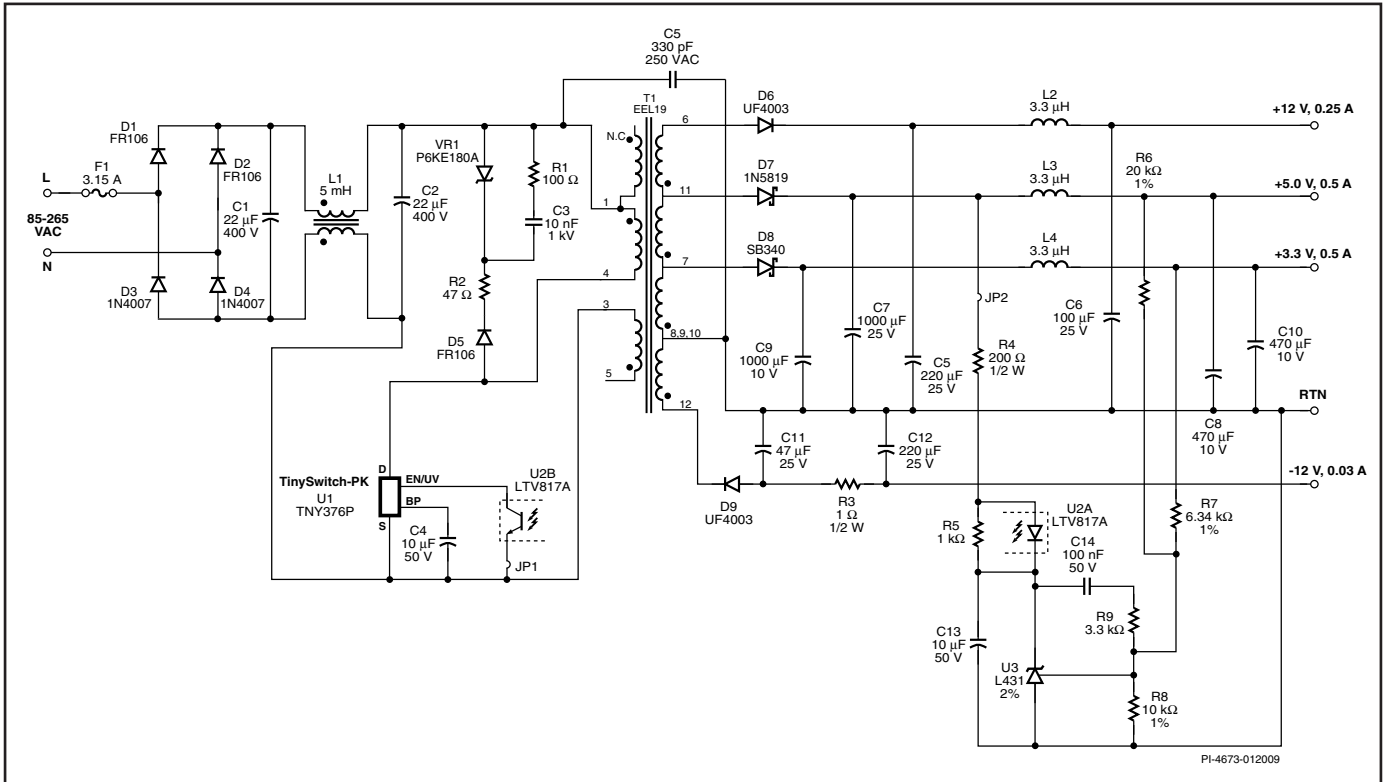 C5
330 pF
250 VAC
T1
EEL19
D6
UF4003
L2
3.3 µH
+12 V, 0.25 A
D1
FR106
D2
FR106
L
F1
3.15 A
85-265
VAC
N
C1
22 µF
400 V
D3
1N4007
D4
1N4007
L1
5 mH
C2
22 µF
400 V
VR1
P6KE180A
R1
100 Ω
C3
10 nF
1 kV
R2
47 Ω
D5
FR106
N.C
1
4
3
5
6
11
7
8,9,10
12
D7
1N5819
L3
3.3 µH
R6
20 kΩ
1%
+5.0 V, 0.5 A
D8
SB340
L4
3.3 µH
+3.3 V, 0.5 A
JP2
C9
1000 µF
10 V
C7
1000 µF
25 V
C5
220 µF
25 V
R4
200 Ω
1/2 W
C6
100 µF
25 V
C10
470 µF
10 V
C8
470 µF
10 V
RTN
C11
47 µF
25 V
C12
220 µF
25 V
-12 V, 0.03 A
D9
UF4003
R3
1 Ω
1/2 W
TinySwitch-PK
U1
TNY376P
D
EN/UV
BP
S
C4
10 µF
50 V
U2B
LTV817A
JP1
R5
1 kΩ
U2A
LTV817A
C14
100 nF
50 V
R7
6.34 kΩ
1%
R9
3.3 kΩ
C13
10 µF
50 V
U3
L431
2%
R8
10 kΩ
1%
PI-4673-012009